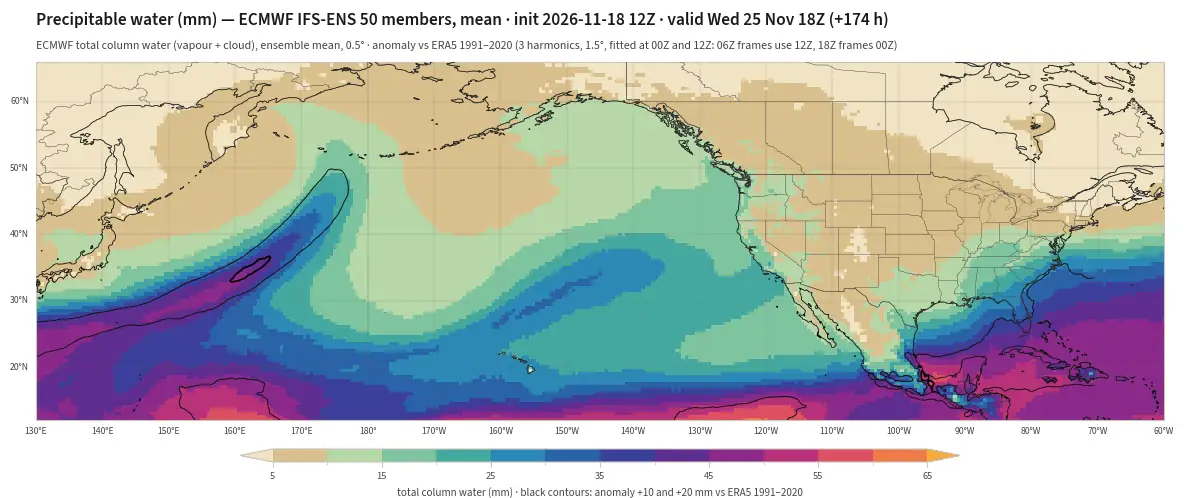 Precipitable water (mm) — ECMWF IFS-ENS 50 members, mean · init 2026-11-18 12Z · valid Wed 25 Nov 18Z (+174 h)
ECMWF total column water (vapour + cloud), ensemble mean, 0.5° · anomaly vs ERA5 1991–2020 (3 harmonics, 1.5°, fitted at 00Z and 12Z: 06Z frames use 12Z, 18Z frames 00Z)
60°N
50°N
40°N
30°N
20°N
130°E 140°E 150°E 160°E 170°E 180° 170°W 160°W 150°W 140°W 130°W 120°W 110°W 100°W 90°W 80°W 70°W 60°W
5 15 25 35 45 55 65
total column water (mm) · black contours: anomaly +10 and +20 mm vs ERA5 1991–2020